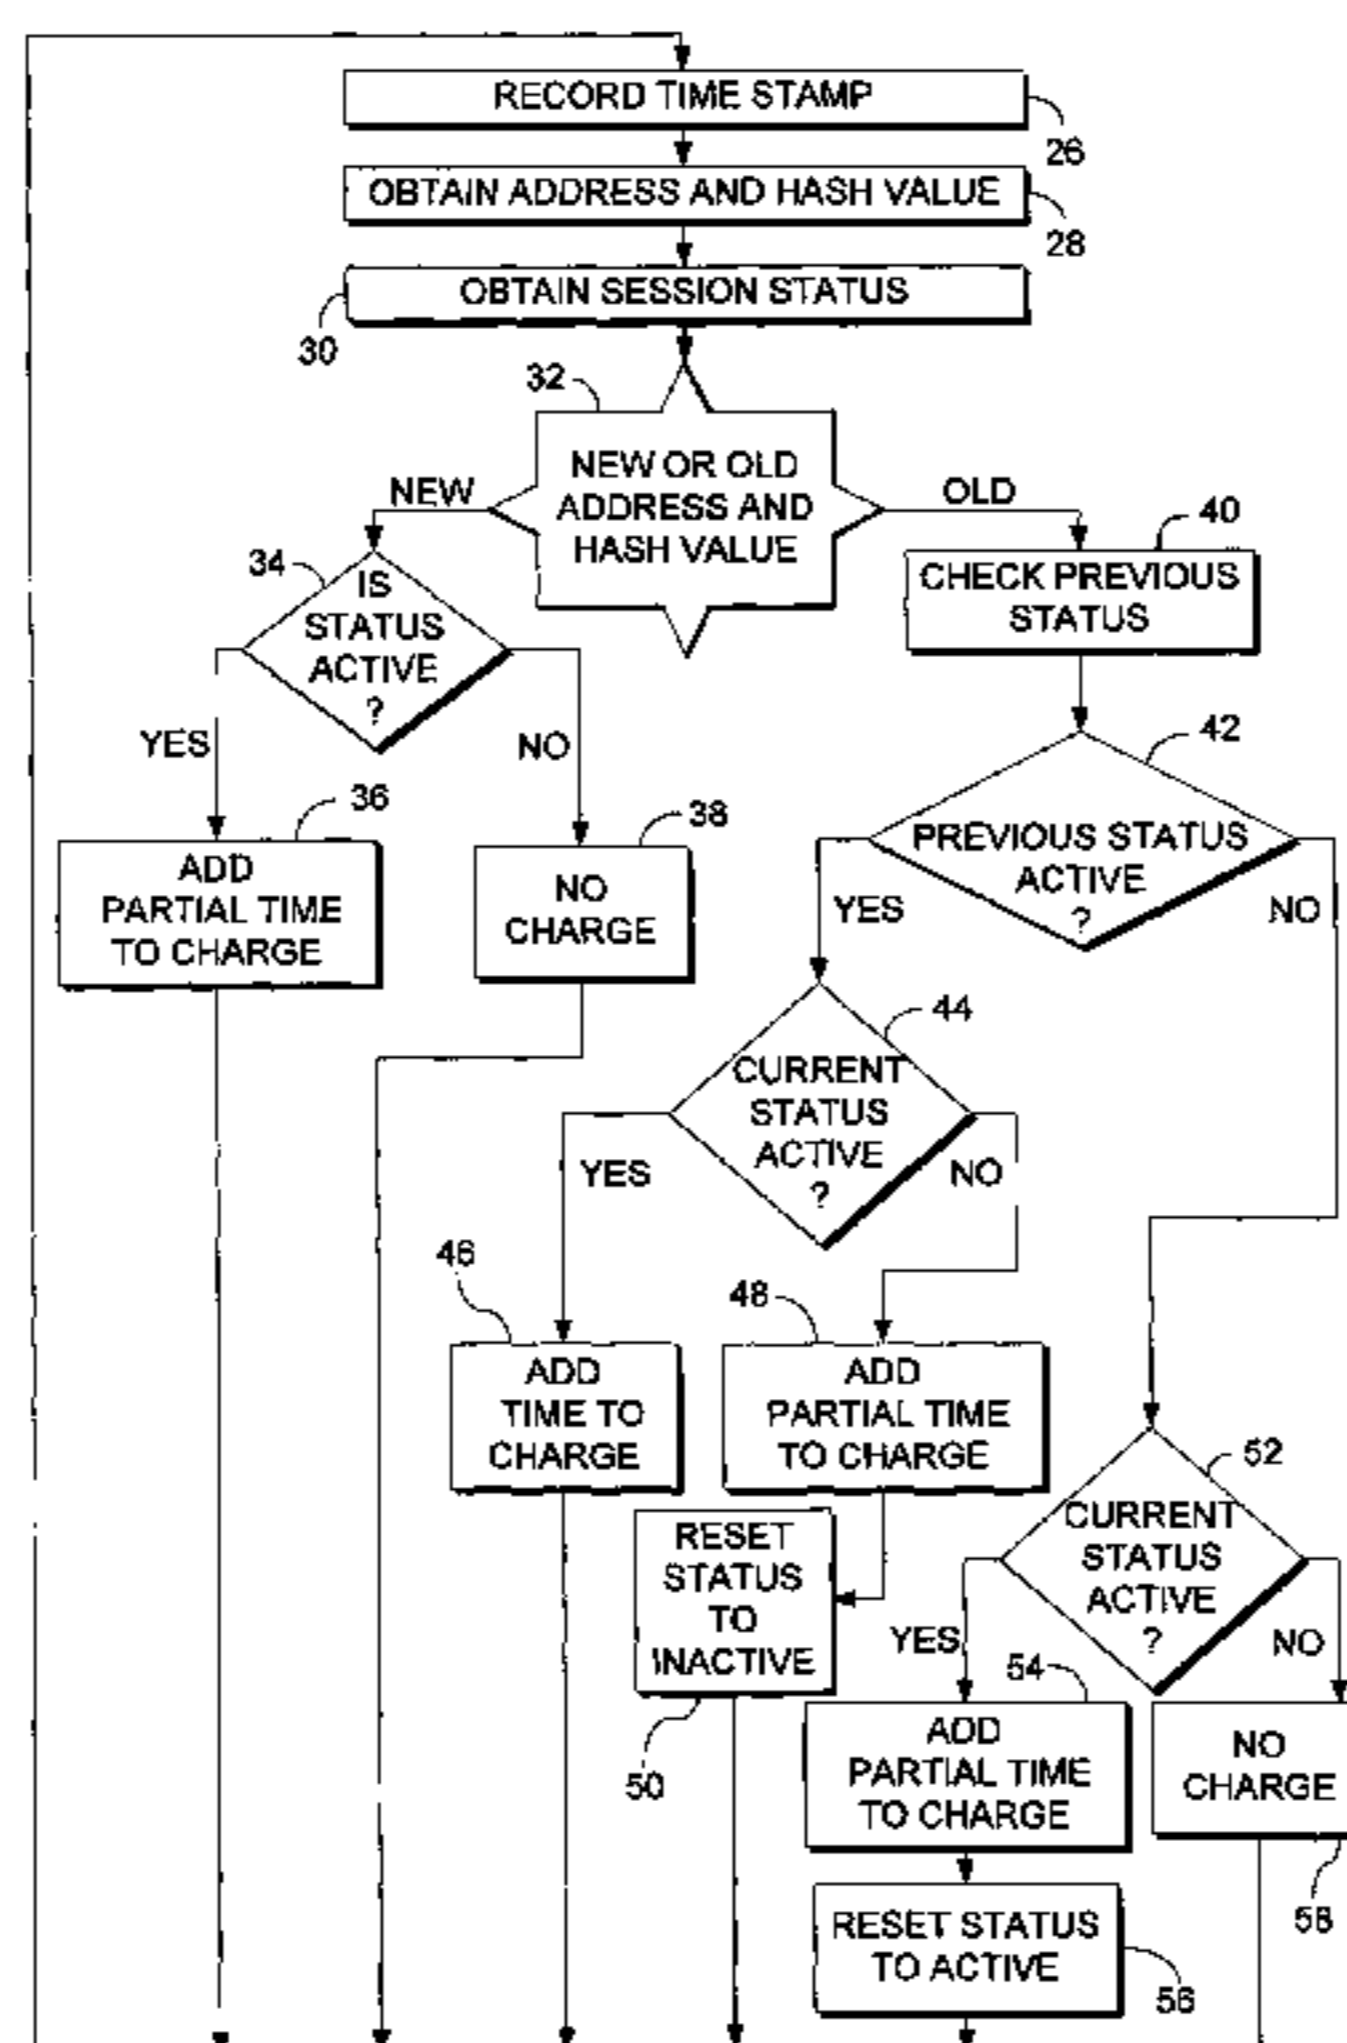 RECORD TIME STAMP
26
OBTAIN ADDRESS AND HASH VALUE
28
OBTAIN SESSION STATUS
30
32
NEW OR OLD
ADDRESS AND
HASH VALUE
NEW
OLD
34
IS
STATUS
ACTIVE
?
YES
NO
36
ADD
PARTIAL TIME
TO CHARGE
38
NO
CHARGE
40
CHECK PREVIOUS
STATUS
42
PREVIOUS STATUS
ACTIVE
?
YES
NO
44
CURRENT
STATUS
ACTIVE
?
YES
NO
46
ADD
TIME TO
CHARGE
48
ADD
PARTIAL TIME
TO CHARGE
RESET
STATUS
TO
INACTIVE
50
52
CURRENT
STATUS
ACTIVE
?
YES
NO
54
ADD
PARTIAL TIME
TO CHARGE
NO
CHARGE
58
RESET STATUS
TO ACTIVE
56